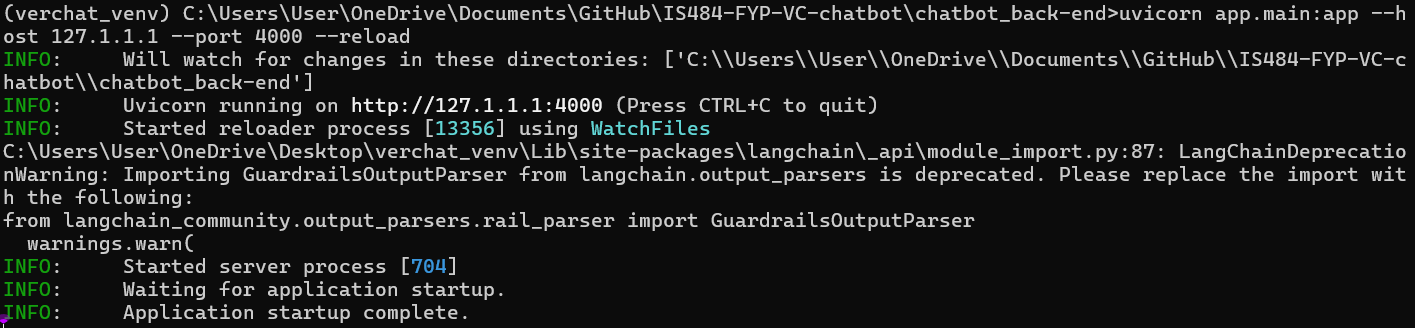 (verchat_venv) C:\Users\User\OneDrive\Documents\GitHub\IS484-FYP-VC-chatbot\chatbot_back-end>uvicorn app.main:app --h
ost 127.1.1.1 --port 4000 --reload
INFO:     Will watch for changes in these directories: ['C:\\Users\\User\\OneDrive\\Documents\\GitHub\\IS484-FYP-VC-c
hatbot\\chatbot_back-end']
INFO:     Uvicorn running on http://127.1.1.1:4000 (Press CTRL+C to quit)
INFO:     Started reloader process [13356] using WatchFiles
C:\Users\User\OneDrive\Desktop\verchat_venv\Lib\site-packages\langchain\_api\module_import.py:87: LangChainDeprecatio
nWarning: Importing GuardrailsOutputParser from langchain.output_parsers is deprecated. Please replace the import wit
h the following:
from langchain_community.output_parsers.rail_parser import GuardrailsOutputParser
  warnings.warn(
INFO:     Started server process [704]
INFO:     Waiting for application startup.
INFO:     Application startup complete.